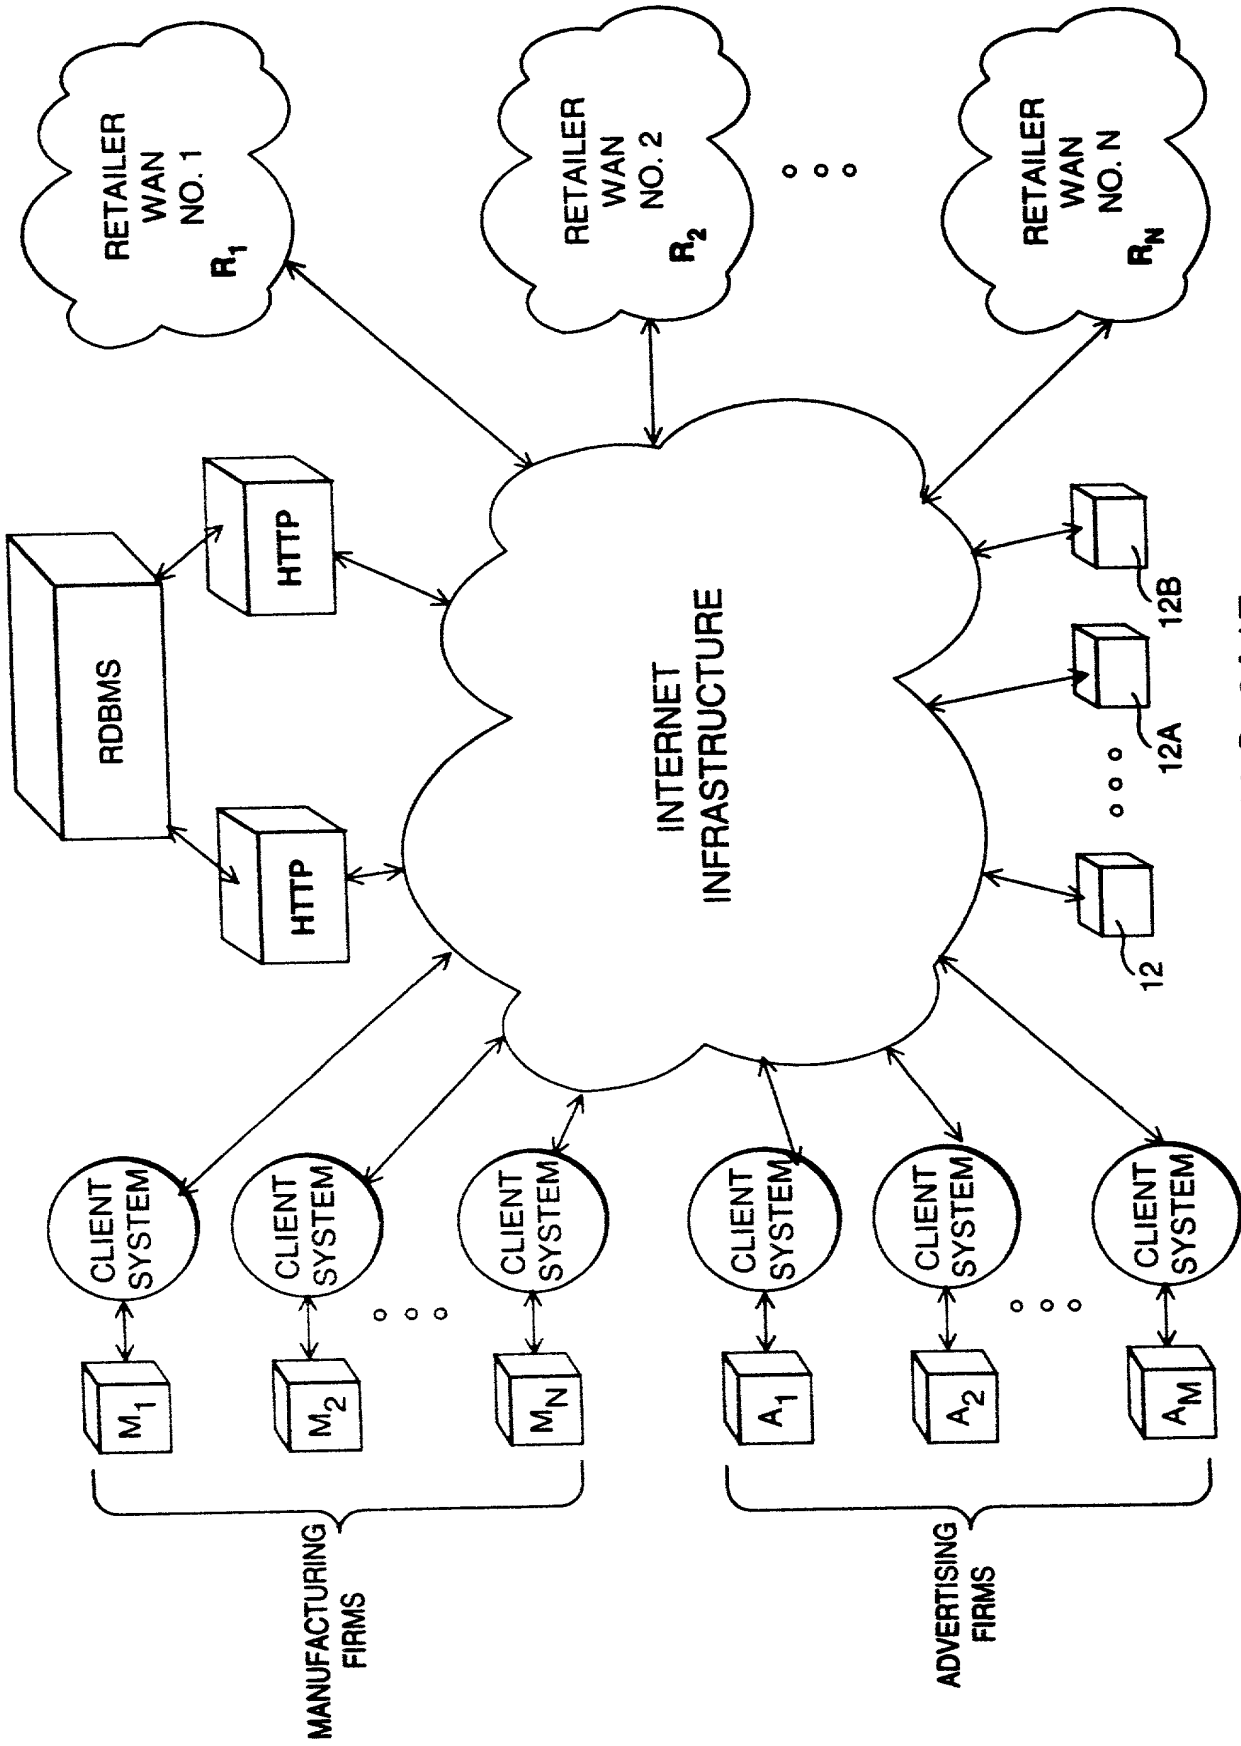 MANUFACTURING
FIRMS
M1
M2
MN
CLIENT
SYSTEM
CLIENT
SYSTEM
CLIENT
SYSTEM
ADVERTISING
FIRMS
A1
A2
AM
CLIENT
SYSTEM
CLIENT
SYSTEM
CLIENT
SYSTEM
RDBMS
HTTP
HTTP
INTERNET
INFRASTRUCTURE
12
12A
12B
RETAILER
WAN
NO. 1
R1
RETAILER
WAN
NO. 2
R2
RETAILER
WAN
NO. N
RN